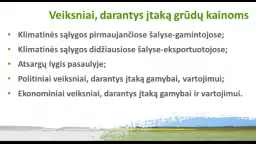 Veiksniai, darantys įtaką grūdų kainoms
• Klimatinės sąlygos pirmaujančiose šalyse-gamintojose;
• Klimatinės sąlygos didžiausiose šalyse-eksportuotojose;
• Atsargų lygis pasaulyje;
• Politiniai veiksniai, darantys įtaką gamybai, vartojimui;
• Ekonominiai veiksniai, darantys įtaką gamybai ir vartojimui.